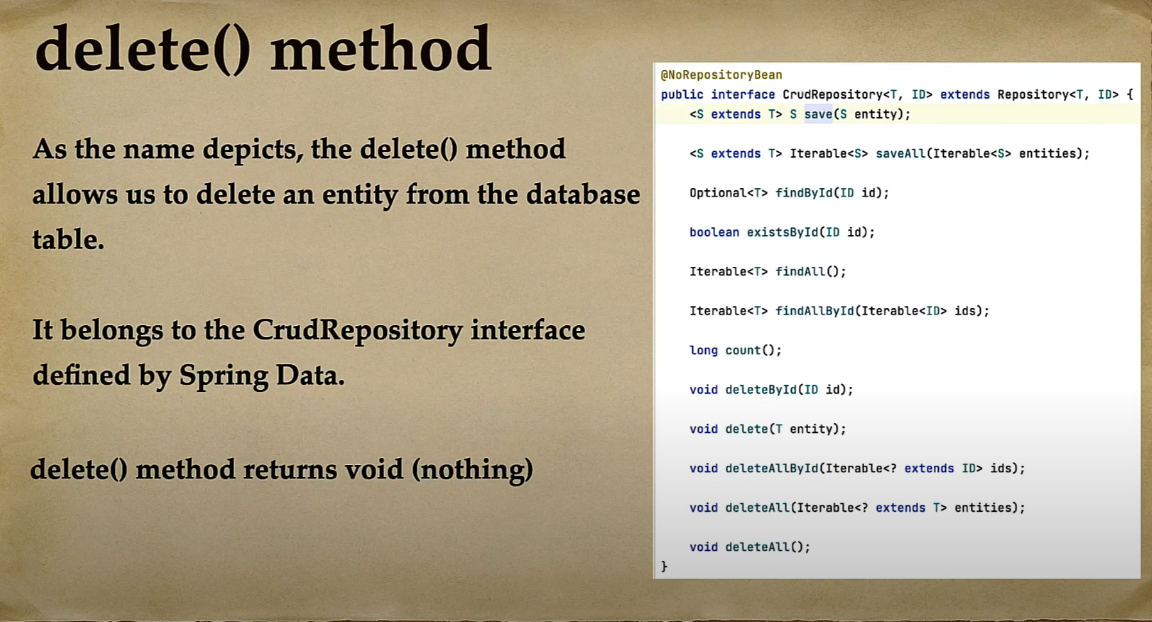 delete() method
As the name depicts, the delete() method
allows us to delete an entity from the database
table.
It belongs to the CrudRepository interface
defined by Spring Data.
delete() method returns void (nothing)
@NoRepositoryBean
public interface CrudRepository<T, ID> extends Repository<T, ID> {
<S extends T> S save(S entity);
<S extends T> Iterable<S> saveAll(Iterable<S> entities);
Optional<T> findById(ID id);
boolean existsById(ID id);
Iterable<T> findAll();
Iterable<T> findAllById(Iterable<ID> ids);
long count();
void deleteById(ID id);
void delete(T entity);
void deleteAllById(Iterable<? extends ID> ids);
void deleteAll(Iterable<? extends T> entities);
void deleteAll();
}